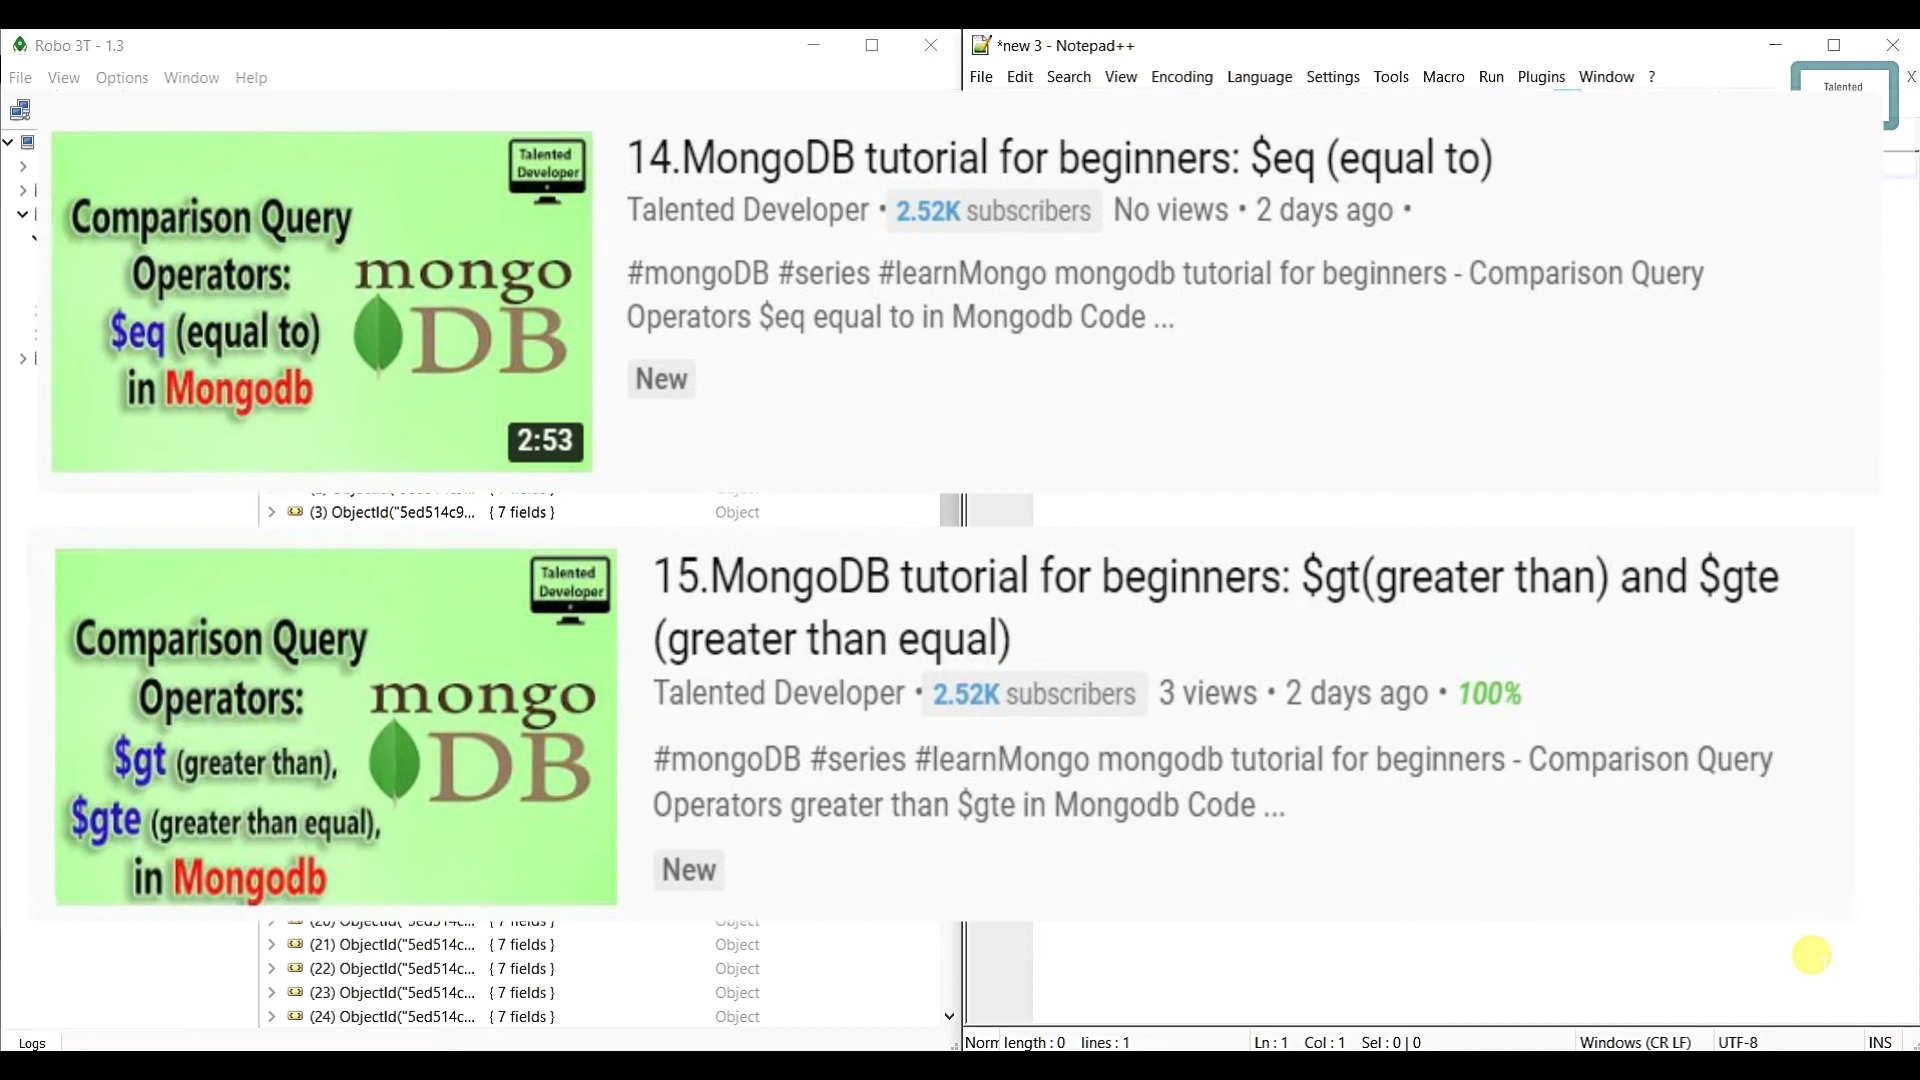 Robo 3T - 1.3
File View Options Window Help
*new 3 - Notepad++
File Edit Search View Encoding Language Settings Tools Macro Run Plugins Window ?
X
Talented
Talented
Developer
Comparison Query
Operators:
$eq (equal to)
in Mongodb
mongo
DB
2:53
14.MongoDB tutorial for beginners: $eq (equal to)
Talented Developer • 2.52K subscribers No views • 2 days ago •
#mongoDB #series #learnMongo mongodb tutorial for beginners - Comparison Query
Operators $eq equal to in Mongodb Code ...
New
(3) ObjectId("5ed514c9... { 7 fields } Object
Talented
Developer
Comparison Query
Operators:
$gt (greater than),
$gte (greater than equal),
in Mongodb
mongo
DB
15.MongoDB tutorial for beginners: $gt(greater than) and $gte
(greater than equal)
Talented Developer • 2.52K subscribers 3 views • 2 days ago • 100%
#mongoDB #series #learnMongo mongodb tutorial for beginners - Comparison Query
Operators greater than $gte in Mongodb Code ...
New
(20) ObjectId("5ed514c... { 7 fields } Object
(21) ObjectId("5ed514c... { 7 fields } Object
(22) ObjectId("5ed514c... { 7 fields } Object
(23) ObjectId("5ed514c... { 7 fields } Object
(24) ObjectId("5ed514c... { 7 fields } Object
Logs
Norm length : 0 lines : 1 Ln : 1 Col : 1 Sel : 0 | 0 Windows (CR LF) UTF-8 INS